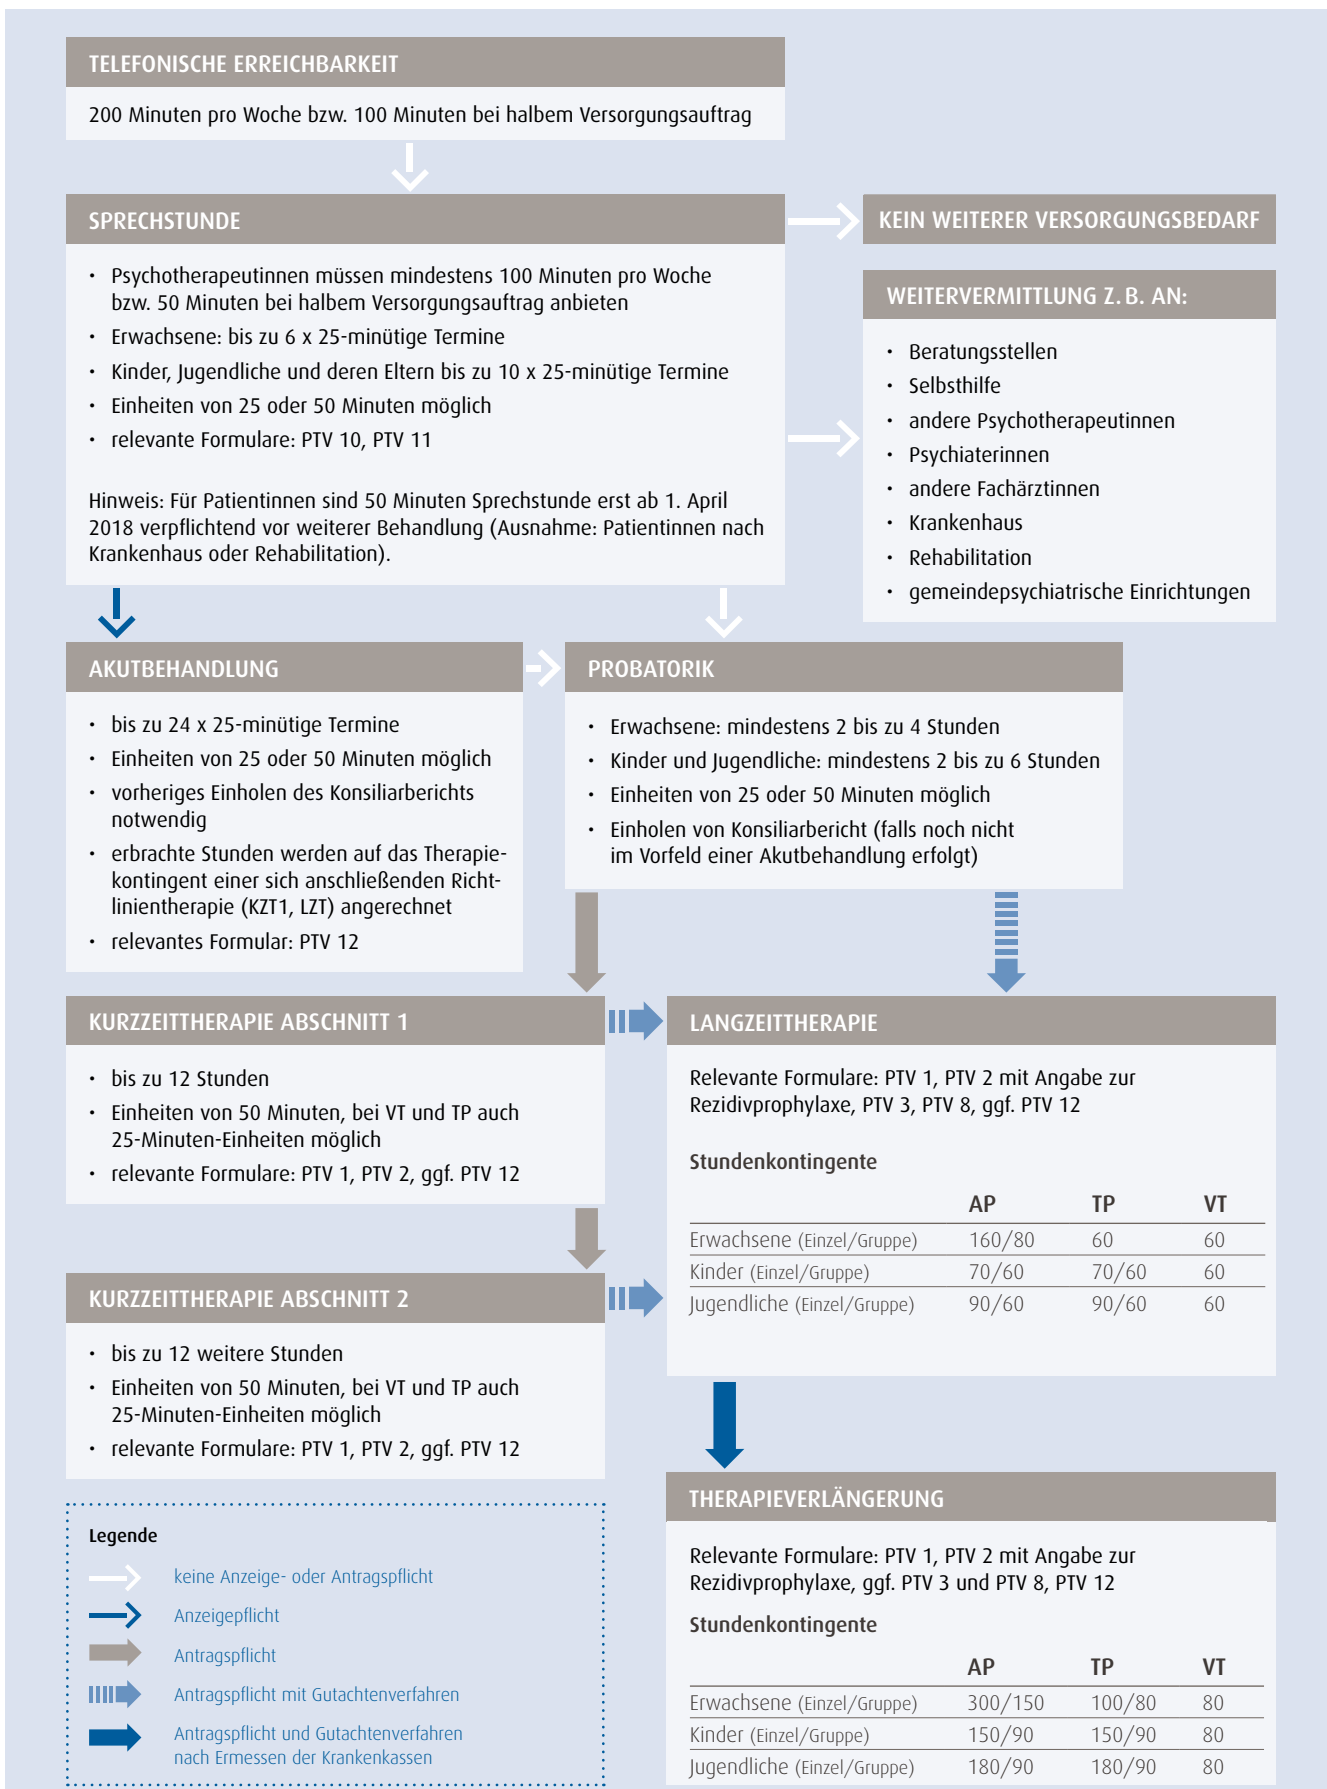 TELEFONISCHE ERREICHBARKEIT
200 Minuten pro Woche bzw. 100 Minuten bei halbem Versorgungsauftrag
SPRECHSTUNDE
• Psychotherapeutinnen müssen mindestens 100 Minuten pro Woche
bzw. 50 Minuten bei halbem Versorgungsauftrag anbieten
• Erwachsene: bis zu 6 x 25-minütige Termine
• Kinder, Jugendliche und deren Eltern bis zu 10 x 25-minütige Termine
• Einheiten von 25 oder 50 Minuten möglich
• relevante Formulare: PTV 10, PTV 11
Hinweis: Für Patientinnen sind 50 Minuten Sprechstunde erst ab 1. April
2018 verpflichtend vor weiterer Behandlung (Ausnahme: Patientinnen nach
Krankenhaus oder Rehabilitation).
KEIN WEITERER VERSORGUNGSBEDARF
WEITERVERMITTLUNG Z. B. AN:
• Beratungsstellen
• Selbsthilfe
• andere Psychotherapeutinnen
• Psychiaterinnen
• andere Fachärztinnen
• Krankenhaus
• Rehabilitation
• gemeindepsychiatrische Einrichtungen
AKUTBEHANDLUNG
• bis zu 24 x 25-minütige Termine
• Einheiten von 25 oder 50 Minuten möglich
• vorheriges Einholen des Konsiliarberichts
notwendig
• erbrachte Stunden werden auf das Therapie-
kontingent einer sich anschließenden Richt-
linientherapie (KZT1, LZT) angerechnet
• relevantes Formular: PTV 12
PROBATORIK
• Erwachsene: mindestens 2 bis zu 4 Stunden
• Kinder und Jugendliche: mindestens 2 bis zu 6 Stunden
• Einheiten von 25 oder 50 Minuten möglich
• Einholen von Konsiliarbericht (falls noch nicht
im Vorfeld einer Akutbehandlung erfolgt)
KURZZEITTHERAPIE ABSCHNITT 1
• bis zu 12 Stunden
• Einheiten von 50 Minuten, bei VT und TP auch
25-Minuten-Einheiten möglich
• relevante Formulare: PTV 1, PTV 2, ggf. PTV 12
KURZZEITTHERAPIE ABSCHNITT 2
• bis zu 12 weitere Stunden
• Einheiten von 50 Minuten, bei VT und TP auch
25-Minuten-Einheiten möglich
• relevante Formulare: PTV 1, PTV 2, ggf. PTV 12
LANGZEITTHERAPIE
Relevante Formulare: PTV 1, PTV 2 mit Angabe zur
Rezidivprophylaxe, PTV 3, PTV 8, ggf. PTV 12
Stundenkontingente
AP TP VT
Erwachsene (Einzel/Gruppe) 160/80 60 60
Kinder (Einzel/Gruppe) 70/60 70/60 60
Jugendliche (Einzel/Gruppe) 90/60 90/60 60
THERAPIEVERLÄNGERUNG
Relevante Formulare: PTV 1, PTV 2 mit Angabe zur
Rezidivprophylaxe, ggf. PTV 3 und PTV 8, PTV 12
Stundenkontingente
AP TP VT
Erwachsene (Einzel/Gruppe) 300/150 100/80 80
Kinder (Einzel/Gruppe) 150/90 150/90 80
Jugendliche (Einzel/Gruppe) 180/90 180/90 80
Legende
keine Anzeige- oder Antragspflicht
Anzeigepflicht
Antragspflicht
Antragspflicht mit Gutachtenverfahren
Antragspflicht und Gutachtenverfahren
nach Ermessen der Krankenkassen